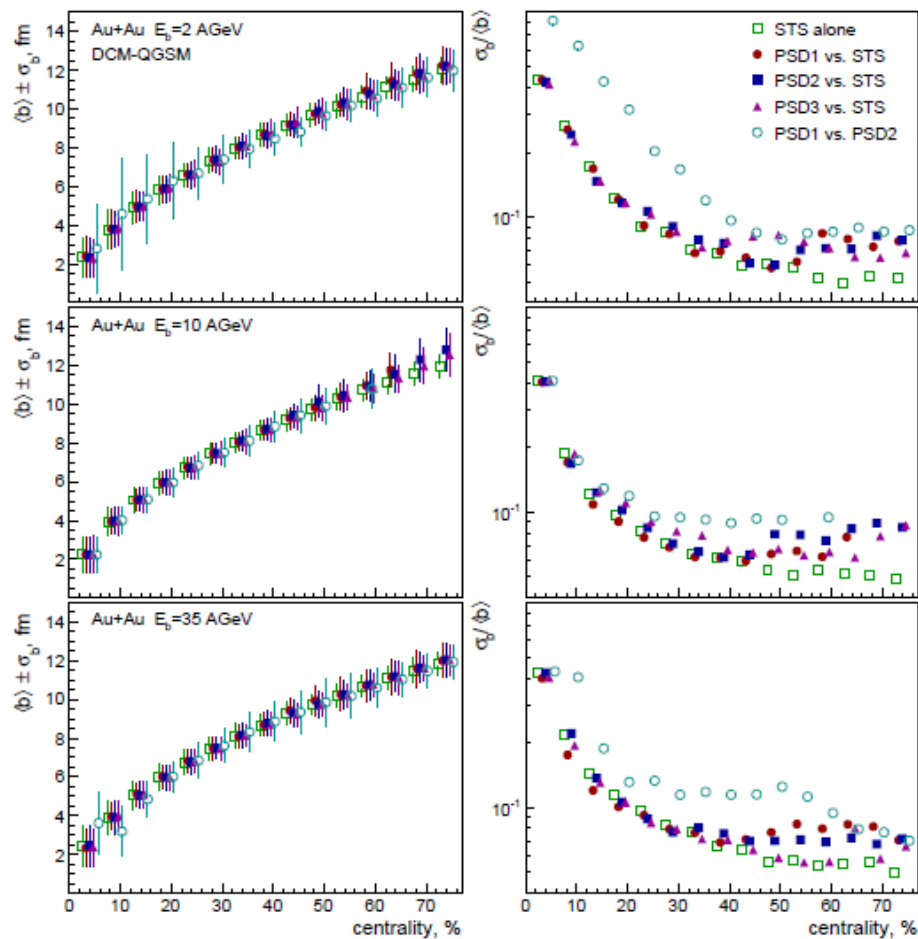 Au+Au E_b=2 AGeV
DCM-QGSM
⟨b⟩ ± σ_b, fm
14
12
10
8
6
4
2
σ_b/⟨b⟩
10^-1
STS alone
PSD1 vs. STS
PSD2 vs. STS
PSD3 vs. STS
PSD1 vs. PSD2
Au+Au E_b=10 AGeV
⟨b⟩ ± σ_b, fm
14
12
10
8
6
4
2
σ_b/⟨b⟩
10^-1
Au+Au E_b=35 AGeV
⟨b⟩ ± σ_b, fm
14
12
10
8
6
4
2
σ_b/⟨b⟩
10^-1
0 10 20 30 40 50 60 70
centrality, %
0 10 20 30 40 50 60 70
centrality, %